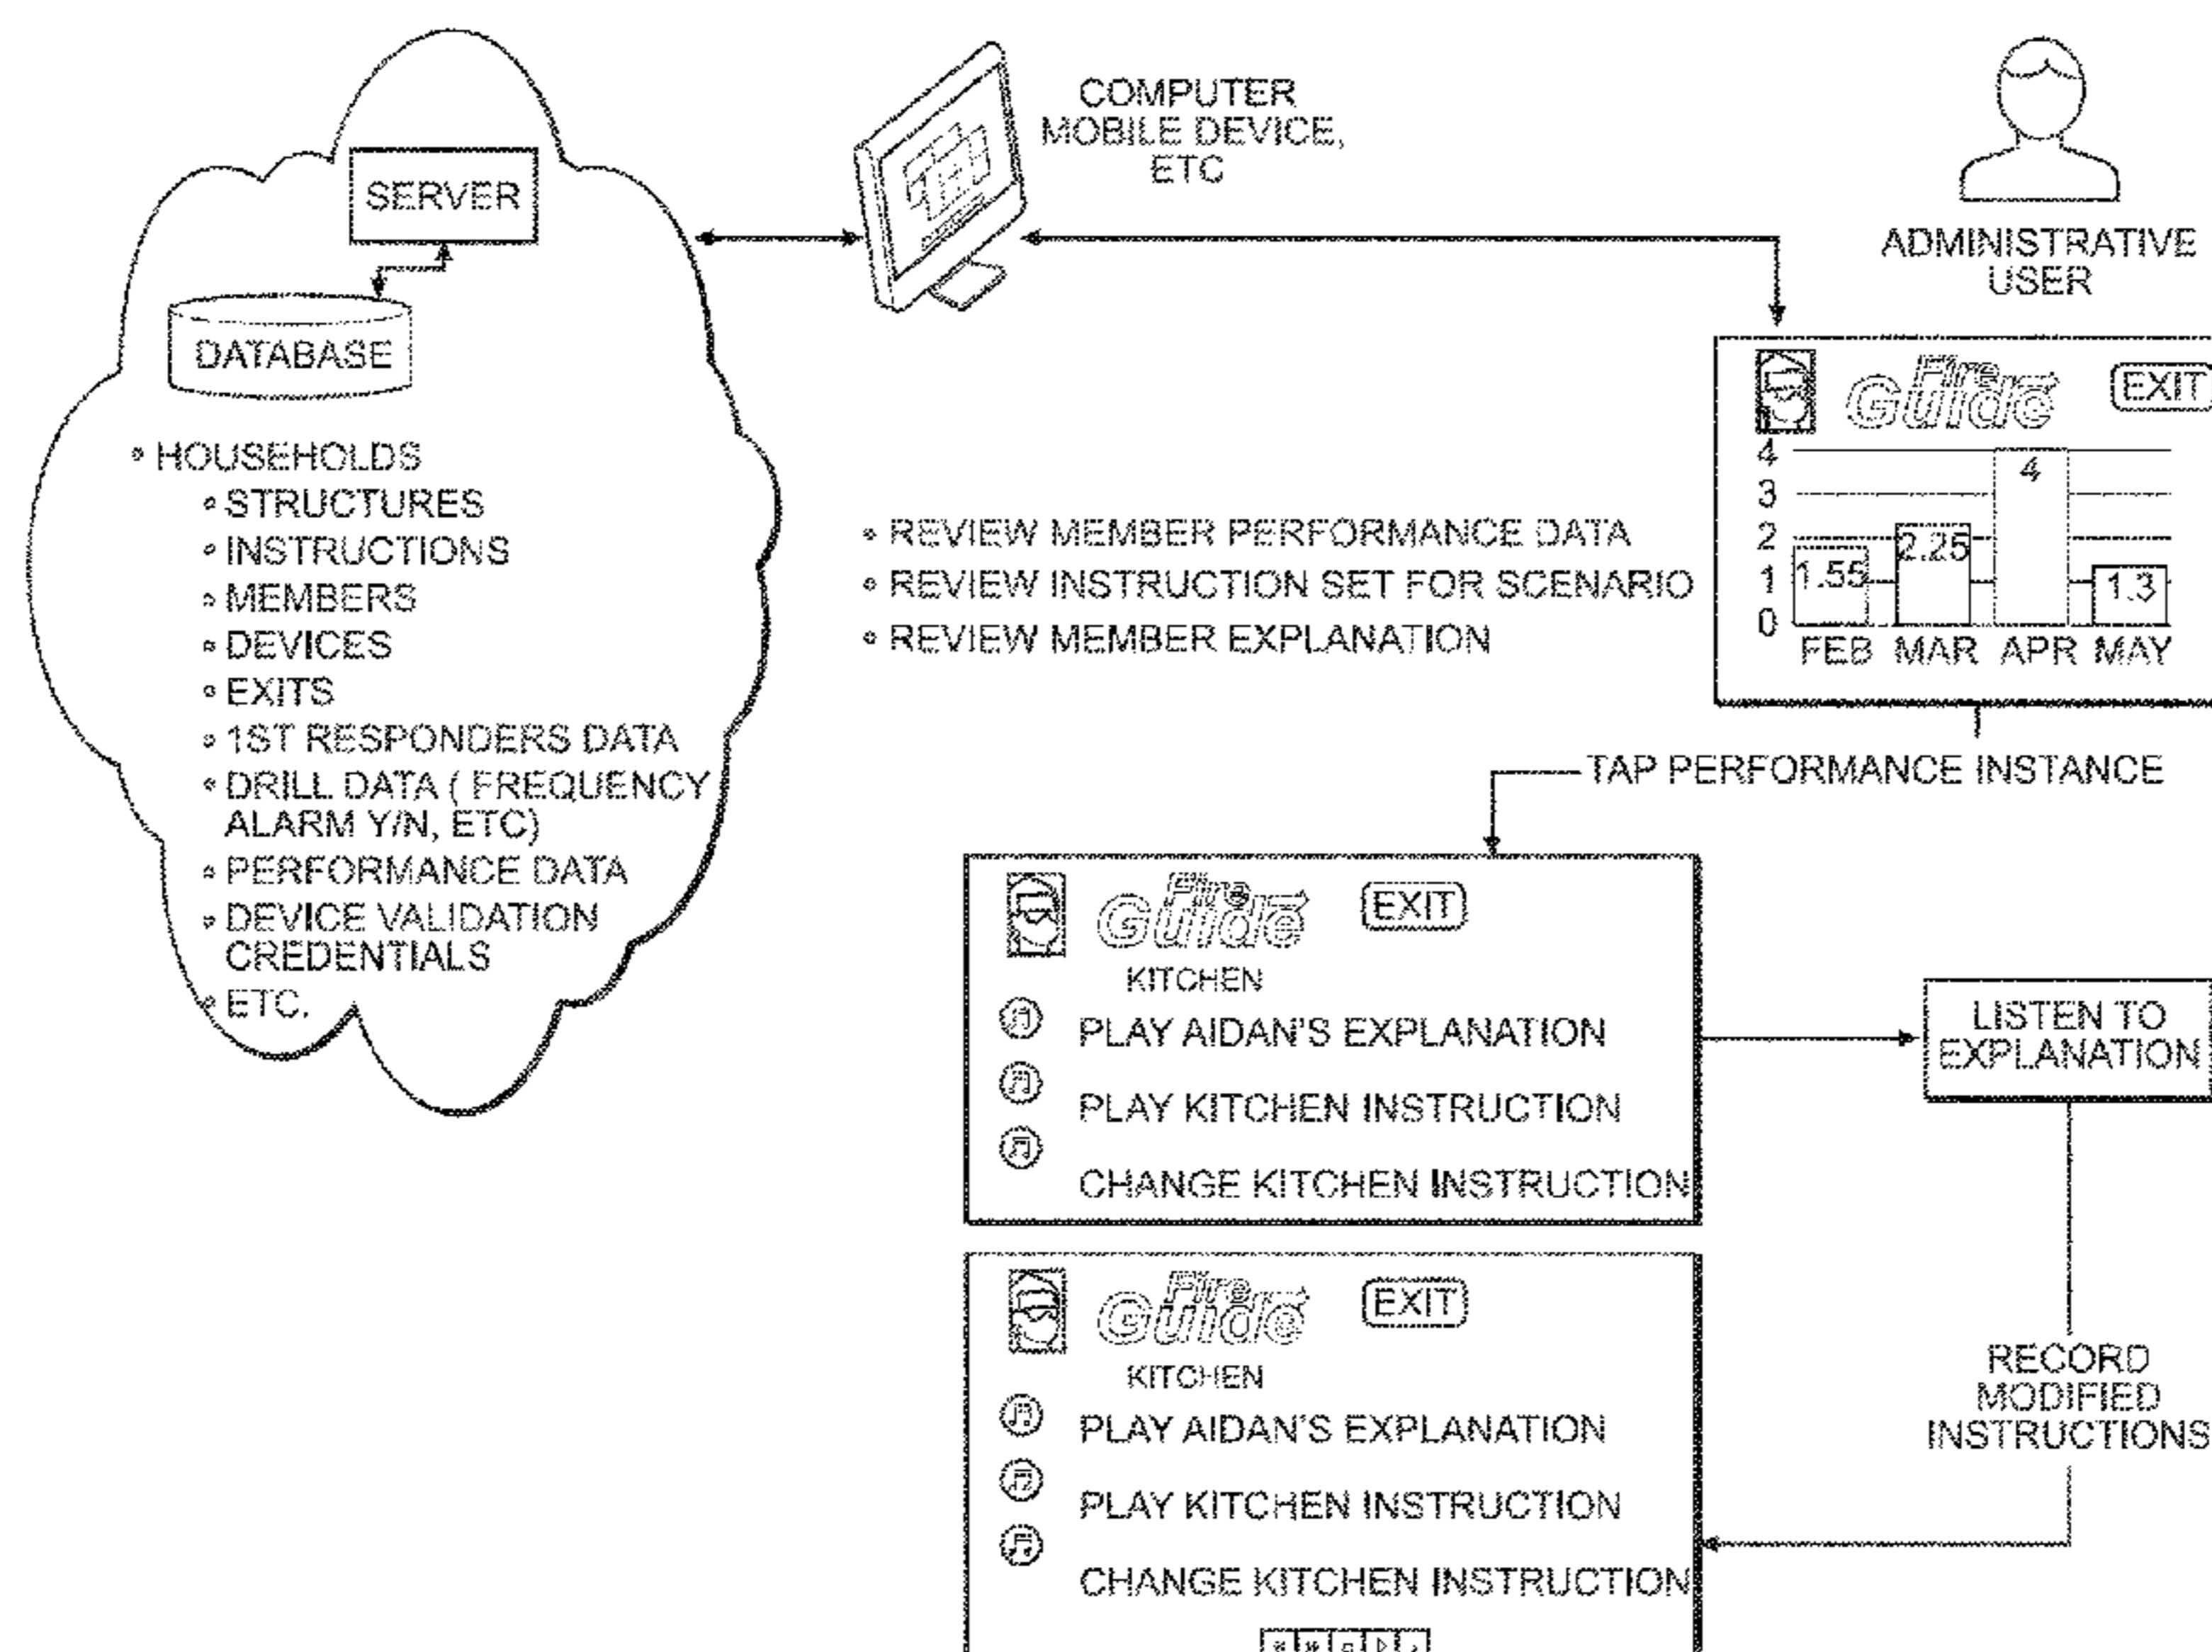 SERVER
DATABASE
• HOUSEHOLDS
• STRUCTURES
• INSTRUCTIONS
• MEMBERS
• DEVICES
• EXITS
• 1ST RESPONDERS DATA
• DRILL DATA ( FREQUENCY
ALARM Y/N, ETC)
• PERFORMANCE DATA
• DEVICE VALIDATION
CREDENTIALS
• ETC.
COMPUTER
MOBILE DEVICE,
ETC
ADMINISTRATIVE
USER
• REVIEW MEMBER PERFORMANCE DATA
• REVIEW INSTRUCTION SET FOR SCENARIO
• REVIEW MEMBER EXPLANATION
Fire
Guide
EXIT
4
3
2
1
0
1.55
2.25
4
1.3
FEB MAR APR MAY
TAP PERFORMANCE INSTANCE
Fire
Guide
EXIT
KITCHEN
PLAY AIDAN'S EXPLANATION
PLAY KITCHEN INSTRUCTION
CHANGE KITCHEN INSTRUCTION
LISTEN TO
EXPLANATION
RECORD
MODIFIED
INSTRUCTIONS
Fire
Guide
EXIT
KITCHEN
PLAY AIDAN'S EXPLANATION
PLAY KITCHEN INSTRUCTION
CHANGE KITCHEN INSTRUCTION